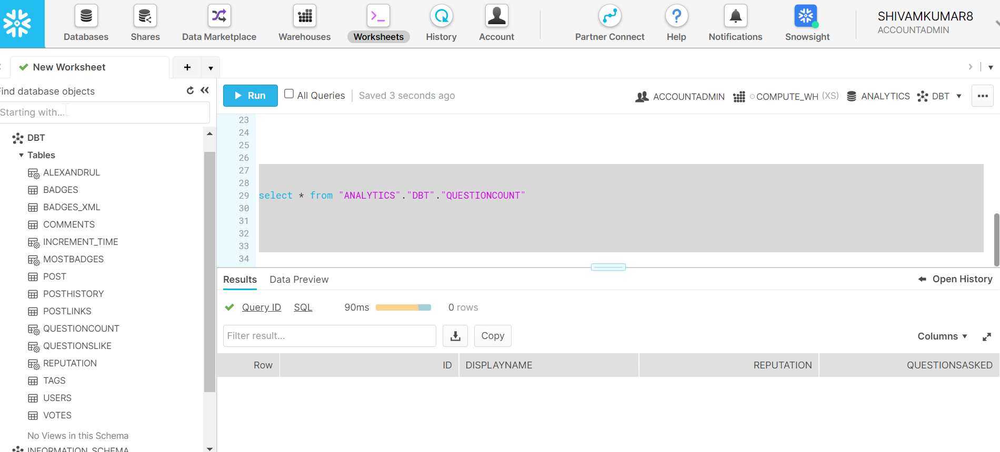 Databases
Shares
Data Marketplace
Warehouses
Worksheets
History
Account
Partner Connect
Help
Notifications
Snowsight
SHIVAMKUMAR8
ACCOUNTADMIN
New Worksheet
ind database objects
Starting with...
Run
All Queries
Saved 3 seconds ago
ACCOUNTADMIN
COMPUTE_WH (XS)
ANALYTICS
DBT
DBT
Tables
ALEXANDRUL
BADGES
BADGES_XML
COMMENTS
INCREMENT_TIME
MOSTBADGES
POST
POSTHISTORY
POSTLINKS
QUESTIONCOUNT
QUESTIONSLIKE
REPUTATION
TAGS
USERS
VOTES
No Views in this Schema
INFORMATION_SCHEMA
23
24
25
26
27
28
29 select * from "ANALYTICS"."DBT"."QUESTIONCOUNT"
30
31
32
33
34
Results
Data Preview
Open History
Query ID
SQL
90ms
0 rows
Filter result...
Copy
Columns
Row
ID
DISPLAYNAME
REPUTATION
QUESTIONSASKED